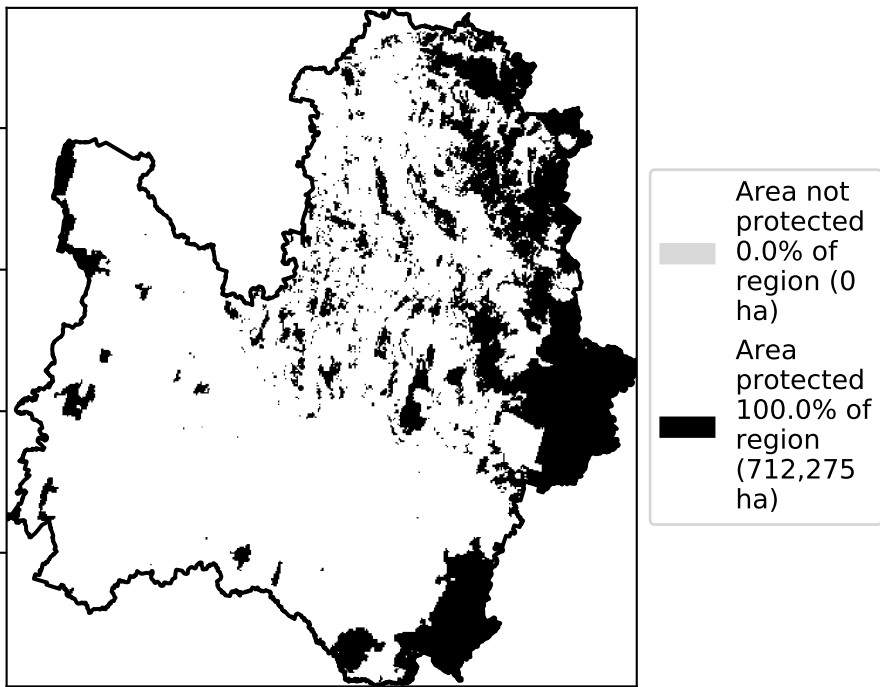 Area not
protected
0.0% of
region (0
ha)
Area
protected
100.0% of
region
(712,275
ha)